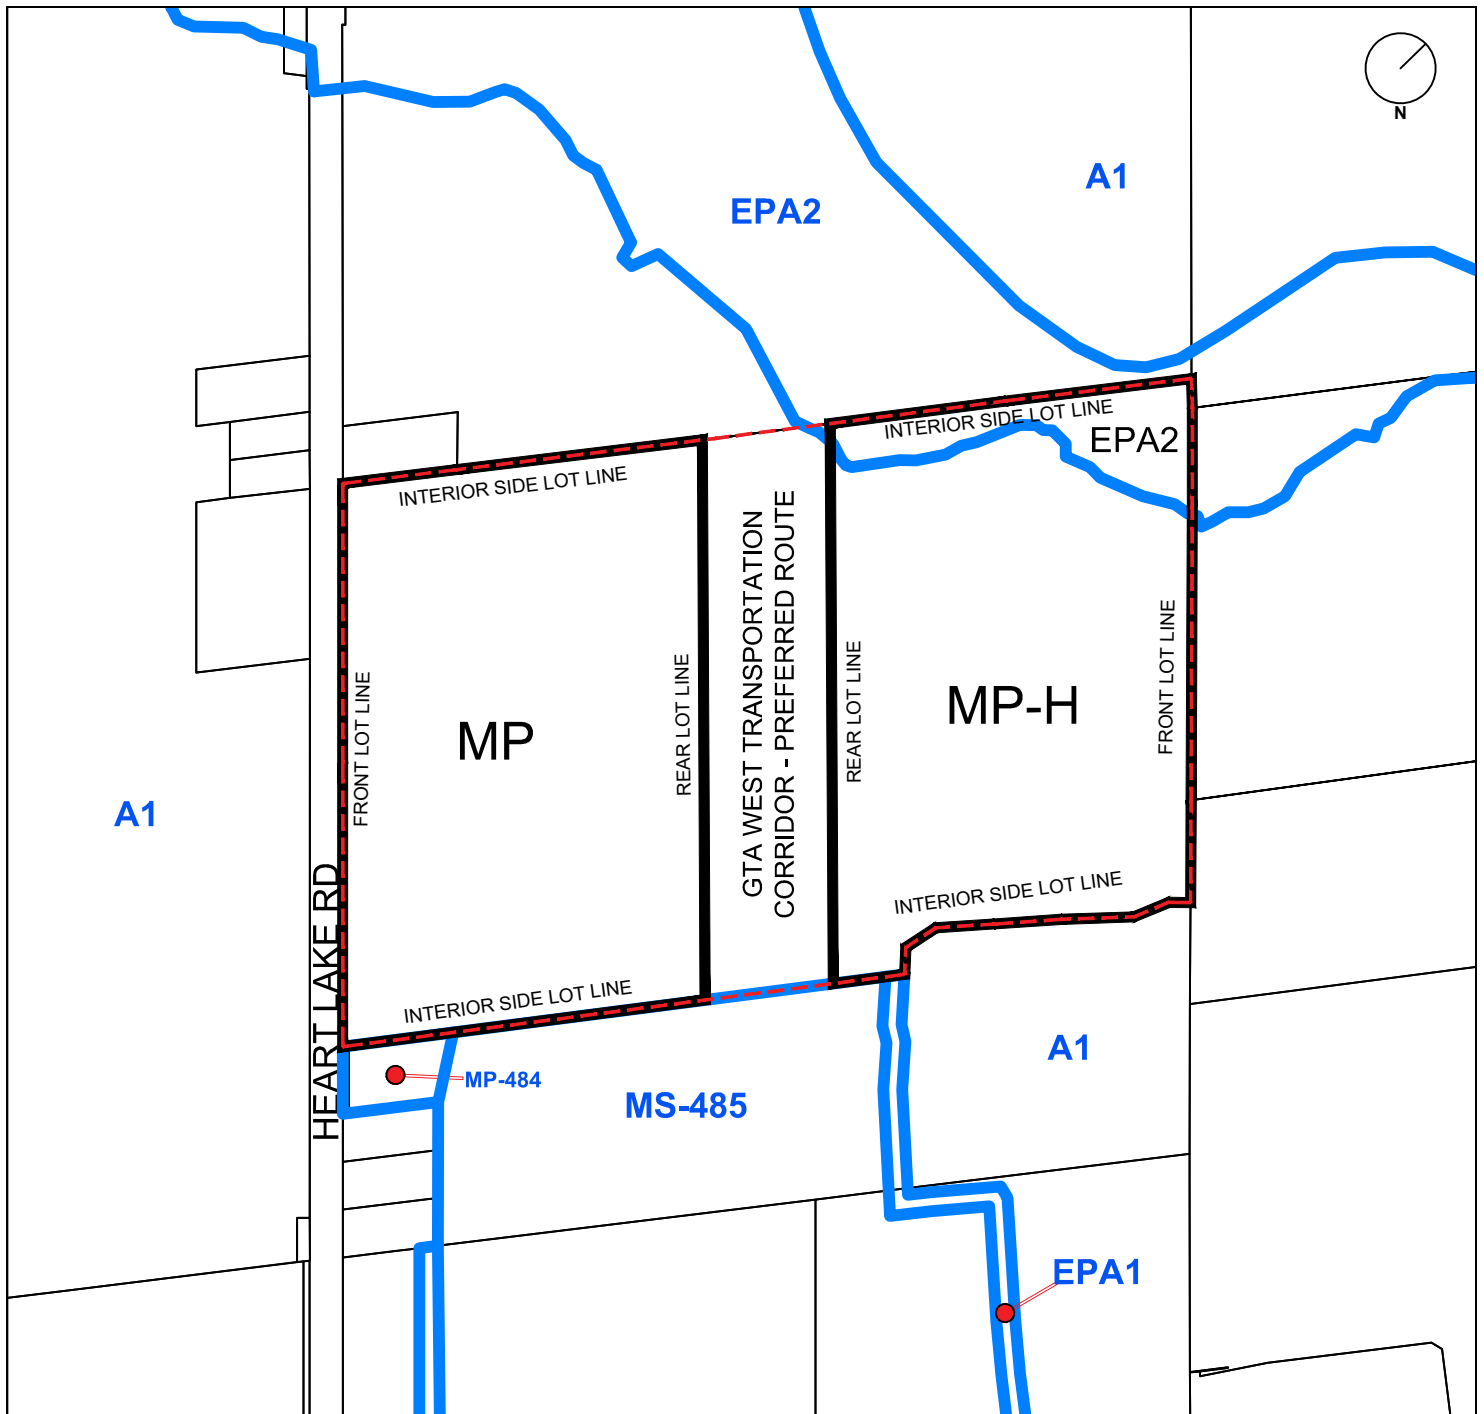 N
A1
EPA2
INTERIOR SIDE LOT LINE
EPA2
INTERIOR SIDE LOT LINE
GTA WEST TRANSPORTATION
CORRIDOR - PREFERRED ROUTE
FRONT LOT LINE
MP
REAR LOT LINE
REAR LOT LINE
MP-H
FRONT LOT LINE
A1
HEART LAKE RD
INTERIOR SIDE LOT LINE
INTERIOR SIDE LOT LINE
A1
MP-484
MS-485
EPA1